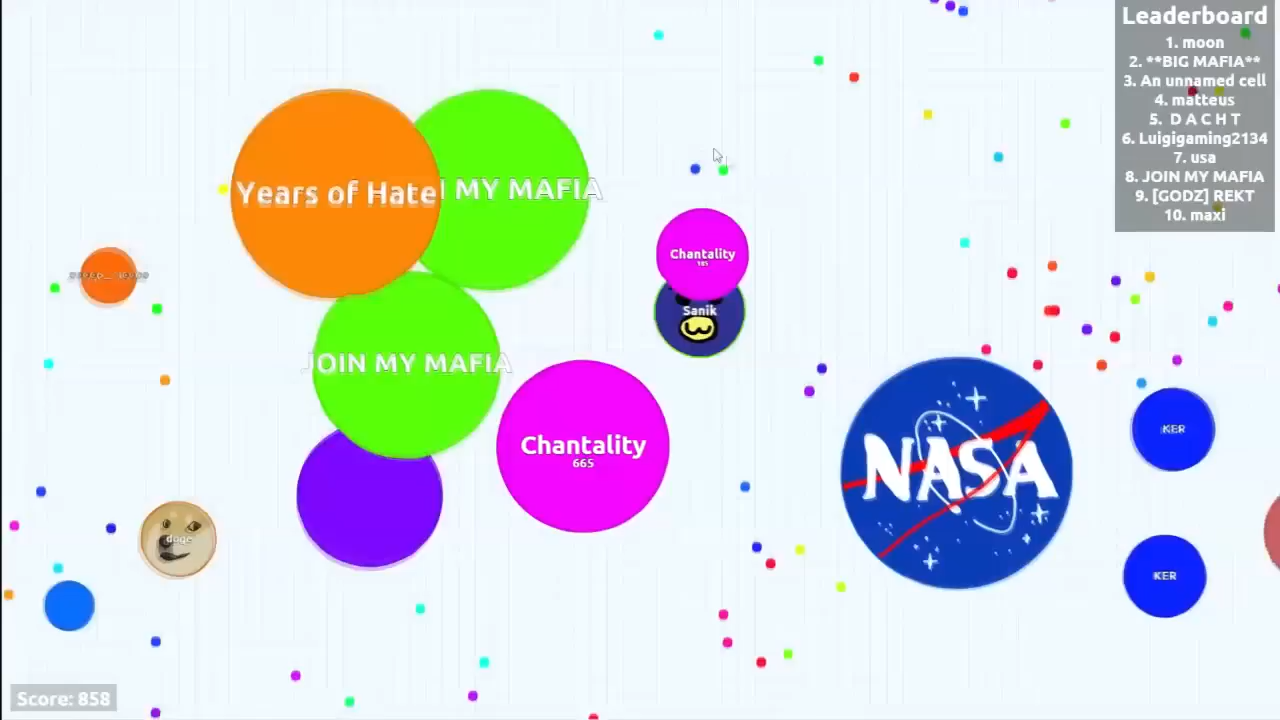 Leaderboard
1. moon
2. **BIG MAFIA**
3. An unnamed cell
4. matteus
5. D A C H T
6. Luigigaming2134
7. usa
8. JOIN MY MAFIA
9. [GODZ] REKT
10. maxi
Years of Hate
MY MAFIA
Chantality
Sanik
JOIN MY MAFIA
Chantality
665
NASA
KER
doge
KER
Score: 858